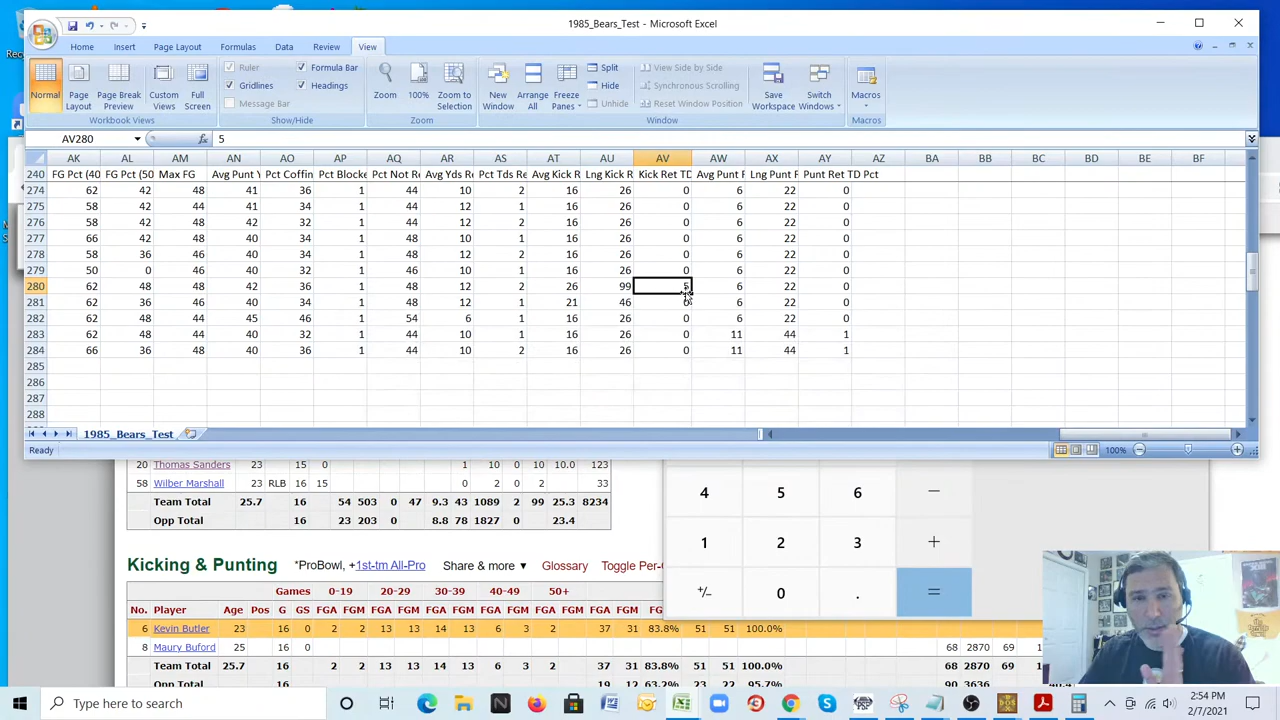 1985_Bears_Test - Microsoft Excel
Home Insert Page Layout Formulas Data Review View
Ruler Formula Bar
Gridlines Headings
Message Bar
Normal Page Layout Page Break Preview Custom Views Full Screen
Zoom 100% Zoom to Selection
New Window Arrange All Freeze Panes
Split
Hide
Unhide
View Side by Side
Synchronous Scrolling
Reset Window Position
Save Workspace Switch Windows Macros
Workbook Views Show/Hide Zoom Window Macros
AV280 fx 5
AK AL AM AN AO AP AQ AR AS AT AU AV AW AX AY AZ BA BB BC BD BE BF
240 FG Pct (40 FG Pct (50 Max FG Avg Punt Y Pct Coffin Pct Blocke Pct Not Re Avg Yds Re Pct Tds Re Avg Kick R Lng Kick R Kick Ret TD Avg Punt F Lng Punt F Punt Ret TD Pct
274 62 42 48 41 36 1 44 10 2 16 26 0 6 22 0
275 58 42 44 41 34 1 44 12 1 16 26 0 6 22 0
276 58 42 48 42 32 1 44 12 2 16 26 0 6 22 0
277 66 42 48 40 34 1 48 10 1 16 26 0 6 22 0
278 58 36 46 40 34 1 48 12 2 16 26 0 6 22 0
279 50 0 46 40 32 1 46 10 1 16 26 0 6 22 0
280 62 48 48 42 36 1 48 12 2 26 99 5 6 22 0
281 62 36 46 40 34 1 48 12 1 21 46 0 6 22 0
282 62 48 44 45 46 1 54 6 1 16 26 0 6 22 0
283 62 48 44 40 32 1 44 10 1 16 26 0 11 44 1
284 66 36 48 40 36 1 44 10 2 16 26 0 11 44 1
285
286
287
288
1985_Bears_Test
Ready 100%
20 Thomas Sanders 23 15 0 1 10 0 10 10.0 123
58 Wilber Marshall 23 RLB 16 15 0 2 0 2 33
Team Total 25.7 16 54 503 0 47 9.3 43 1089 2 99 25.3 8234
Opp Total 16 23 203 0 8.8 78 1827 0 23.4
4 5 6 −
1 2 3 +
+/- 0 . =
Kicking & Punting *ProBowl, +1st-tm All-Pro Share & more ▼ Glossary Toggle Per-
Games 0-19 20-29 30-39 40-49 50+
No. Player Age Pos G GS FGA FGM FGA FGM FGA FGM FGA FGM FGA FGM FGA FGM
6 Kevin Butler 23 16 0 2 2 13 13 14 13 6 3 2 37 31 83.8% 51 51 100.0%
8 Maury Buford 25 16 0 68 2870 69 1
Team Total 25.7 16 2 2 13 13 14 13 6 3 2 37 31 83.8% 51 51 100.0% 68 2870 69 1
Opp Total 16 19 12 63.2% 23 22 95.7% 90 3636
Type here to search
2:54 PM
2/7/2021